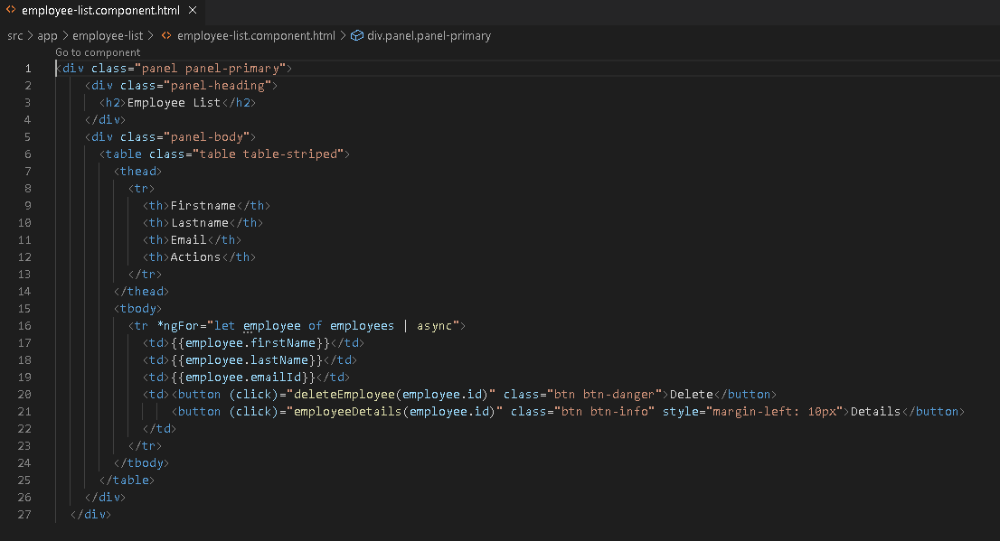 employee-list.component.html
src > app > employee-list > employee-list.component.html > div.panel.panel-primary
Go to component
1 <div class="panel panel-primary">
2 <div class="panel-heading">
3 <h2>Employee List</h2>
4 </div>
5 <div class="panel-body">
6 <table class="table table-striped">
7 <thead>
8 <tr>
9 <th>Firstname</th>
10 <th>Lastname</th>
11 <th>Email</th>
12 <th>Actions</th>
13 </tr>
14 </thead>
15 <tbody>
16 <tr *ngFor="let employee of employees | async">
17 <td>{{employee.firstName}}</td>
18 <td>{{employee.lastName}}</td>
19 <td>{{employee.emailId}}</td>
20 <td><button (click)="deleteEmployee(employee.id)" class="btn btn-danger">Delete</button>
21 <button (click)="employeeDetails(employee.id)" class="btn btn-info" style="margin-left: 10px">Details</button>
22 </td>
23 </tr>
24 </tbody>
25 </table>
26 </div>
27 </div>